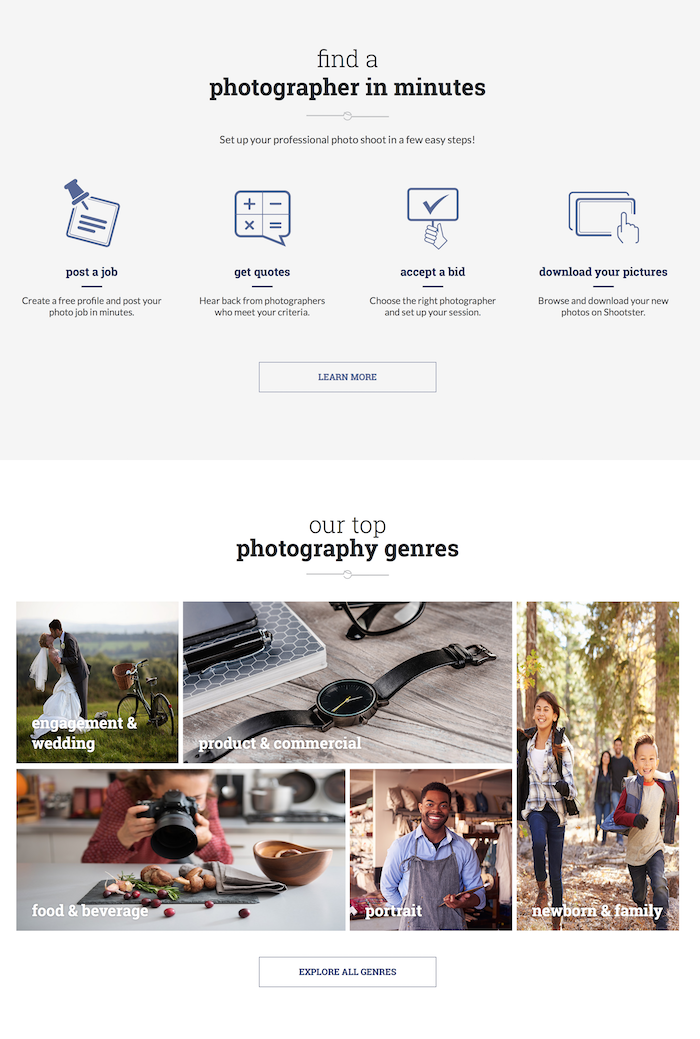 find a
photographer in minutes
Set up your professional photo shoot in a few easy steps!
post a job
Create a free profile and post your
photo job in minutes.
get quotes
Hear back from photographers
who meet your criteria.
accept a bid
Choose the right photographer
and set up your session.
download your pictures
Browse and download your new
photos on Shootster.
LEARN MORE
our top
photography genres
engagement &
wedding
product & commercial
food & beverage
portrait
newborn & family
EXPLORE ALL GENRES